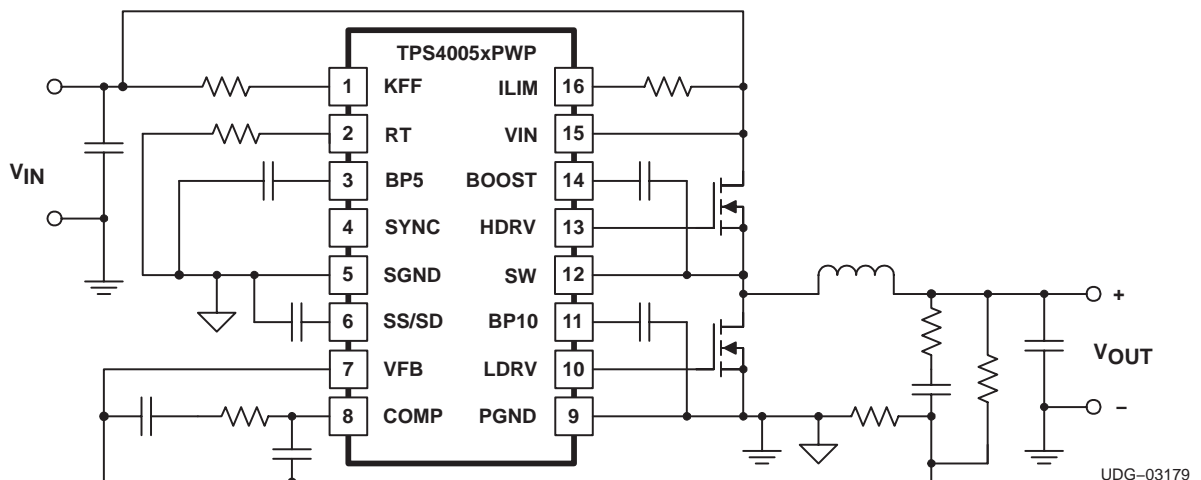 TPS4005xPWP
1 KFF ILIM 16
2 RT VIN 15
3 BP5 BOOST 14
4 SYNC HDRV 13
5 SGND SW 12
6 SS/SD BP10 11
7 VFB LDRV 10
8 COMP PGND 9
VIN
+
VOUT
−
UDG–03179